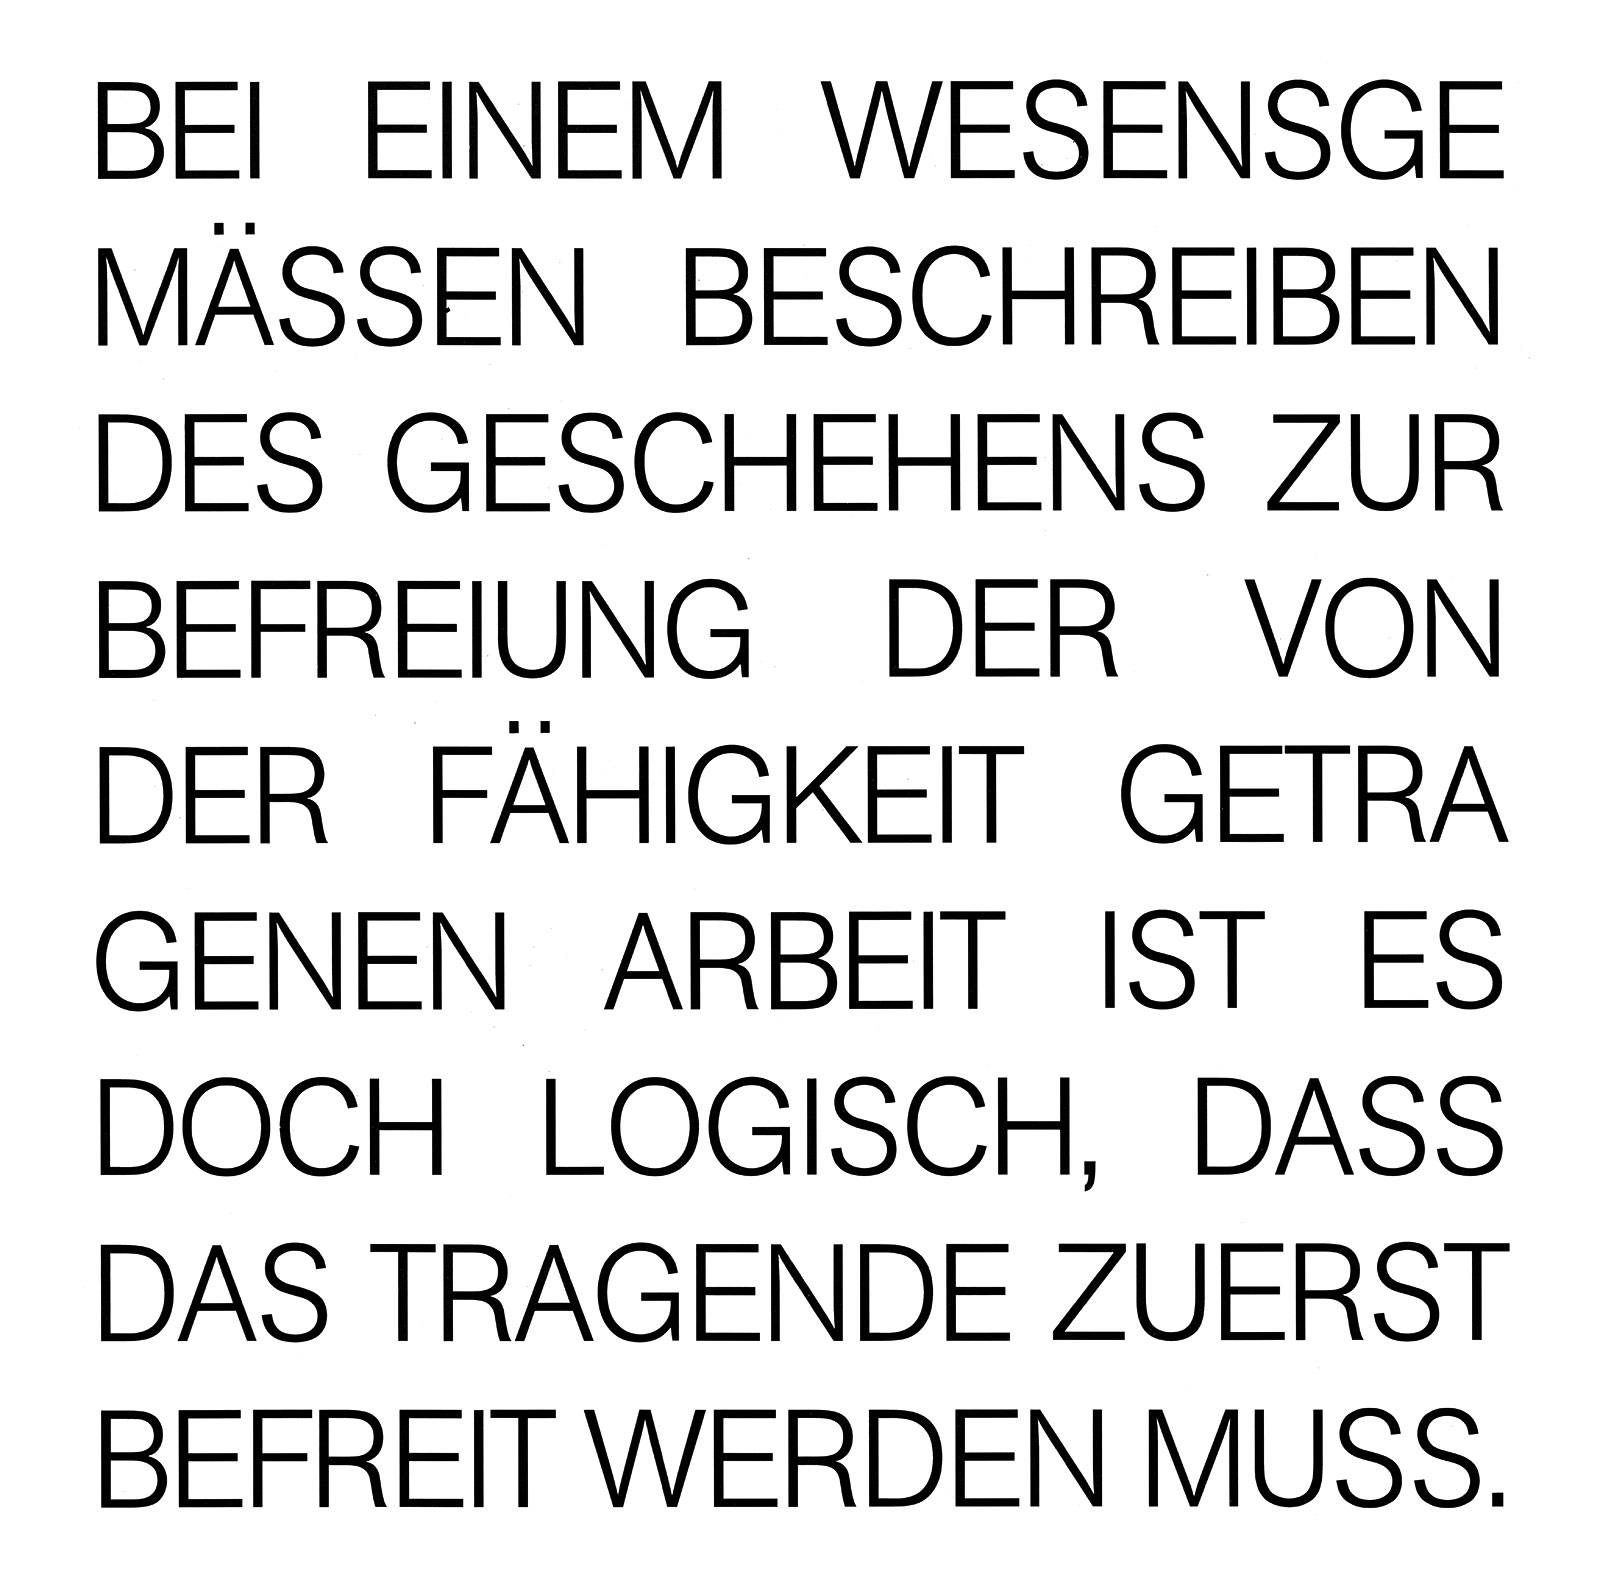 BEI EINEM WESENSGE
MÄSSEN BESCHREIBEN
DES GESCHEHENS ZUR
BEFREIUNG DER VON
DER FÄHIGKEIT GETRA
GENEN ARBEIT IST ES
DOCH LOGISCH, DASS
DAS TRAGENDE ZUERST
BEFREIT WERDEN MUSS.